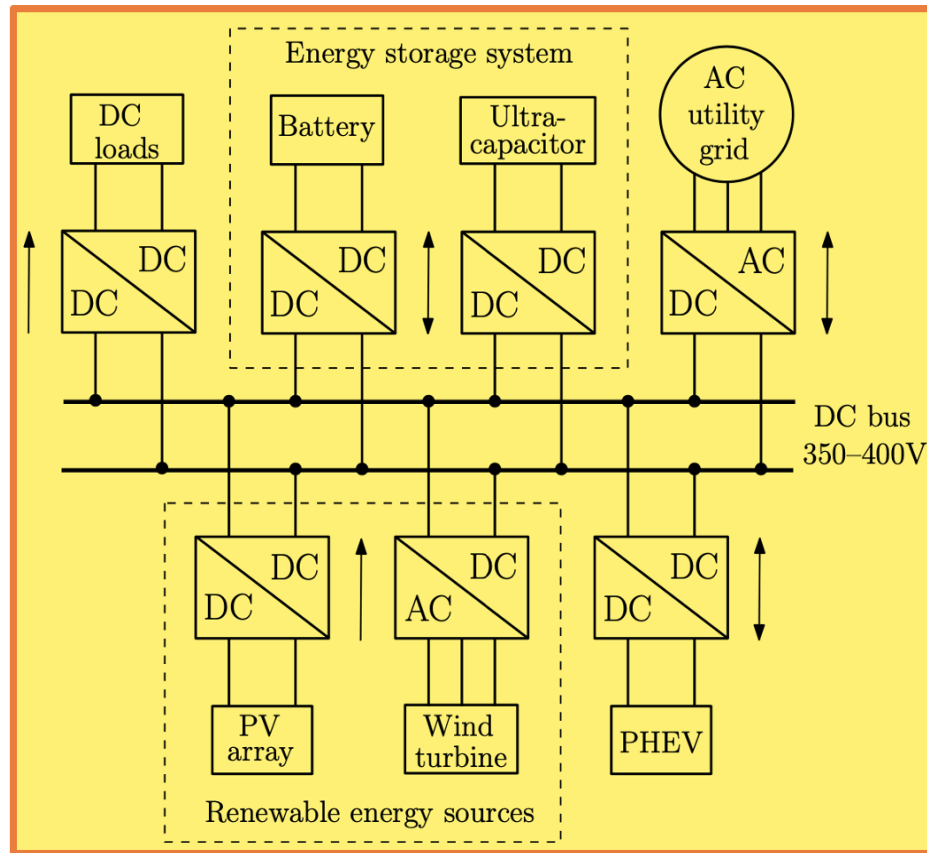 Energy storage system
DC
loads
Battery
Ultra-
capacitor
AC
utility
grid
DC
DC
DC
DC
DC
DC
AC
DC
DC bus
350–400V
DC
DC
DC
AC
DC
DC
PV
array
Wind
turbine
PHEV
Renewable energy sources